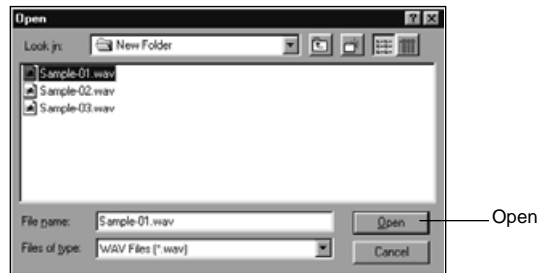 Open
Look in: New Folder
Sample-01.wav
Sample-02.wav
Sample-03.wav
File name: Sample-01.wav Open Open
Files of type: WAV Files (*.wav) Cancel